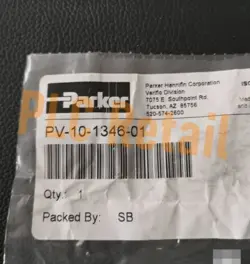 Parker
Parker Hannifin Corporation
Veriflo Division
7075 E. Southpoint Rd.
Tucson, AZ 85756
520-574-2600
ISO
PV-10-1346-01
Qty.: 1
Packed By: SB
PLC Retail